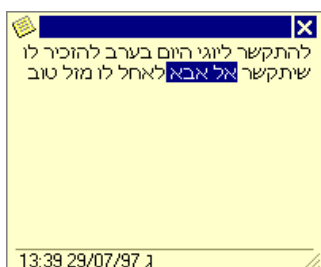 להתקשר ליוגי היום בערב להזכיר לו
שיתקשר אל אבא לאחל לו מזל טוב
ג 29/07/97 13:39